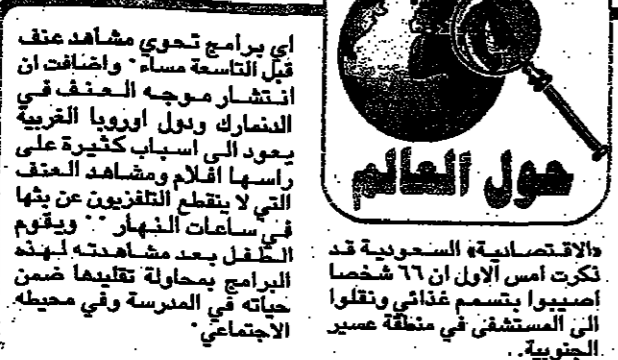 حول العالم
«الاقتصادية» السعودية قد
ذكرت امس الاول ان ٦٦ شخصا
اصيبوا بتسمم غذائي ونقلوا
الى المستشفى في منطقة عسير
الجنوبية..
اي برامج تحوي مشاهد عنف
قبل التاسعة مساء٠ واضافت ان
انتشار موجه العنف في
الدنمارك ودول اوروبا الغربية
يعود الى اسباب كثيرة على
راسها افلام ومشاهد العنف
التي لا ينقطع التلفزيون عن بثها
في ساعات النهار٠٠ ويقوم
الطفل بعد مشاهدته لهذه
البرامج بمحاولة تقليدها ضمن
حياته في المدرسة وفي محيطه
الاجتماعي٠